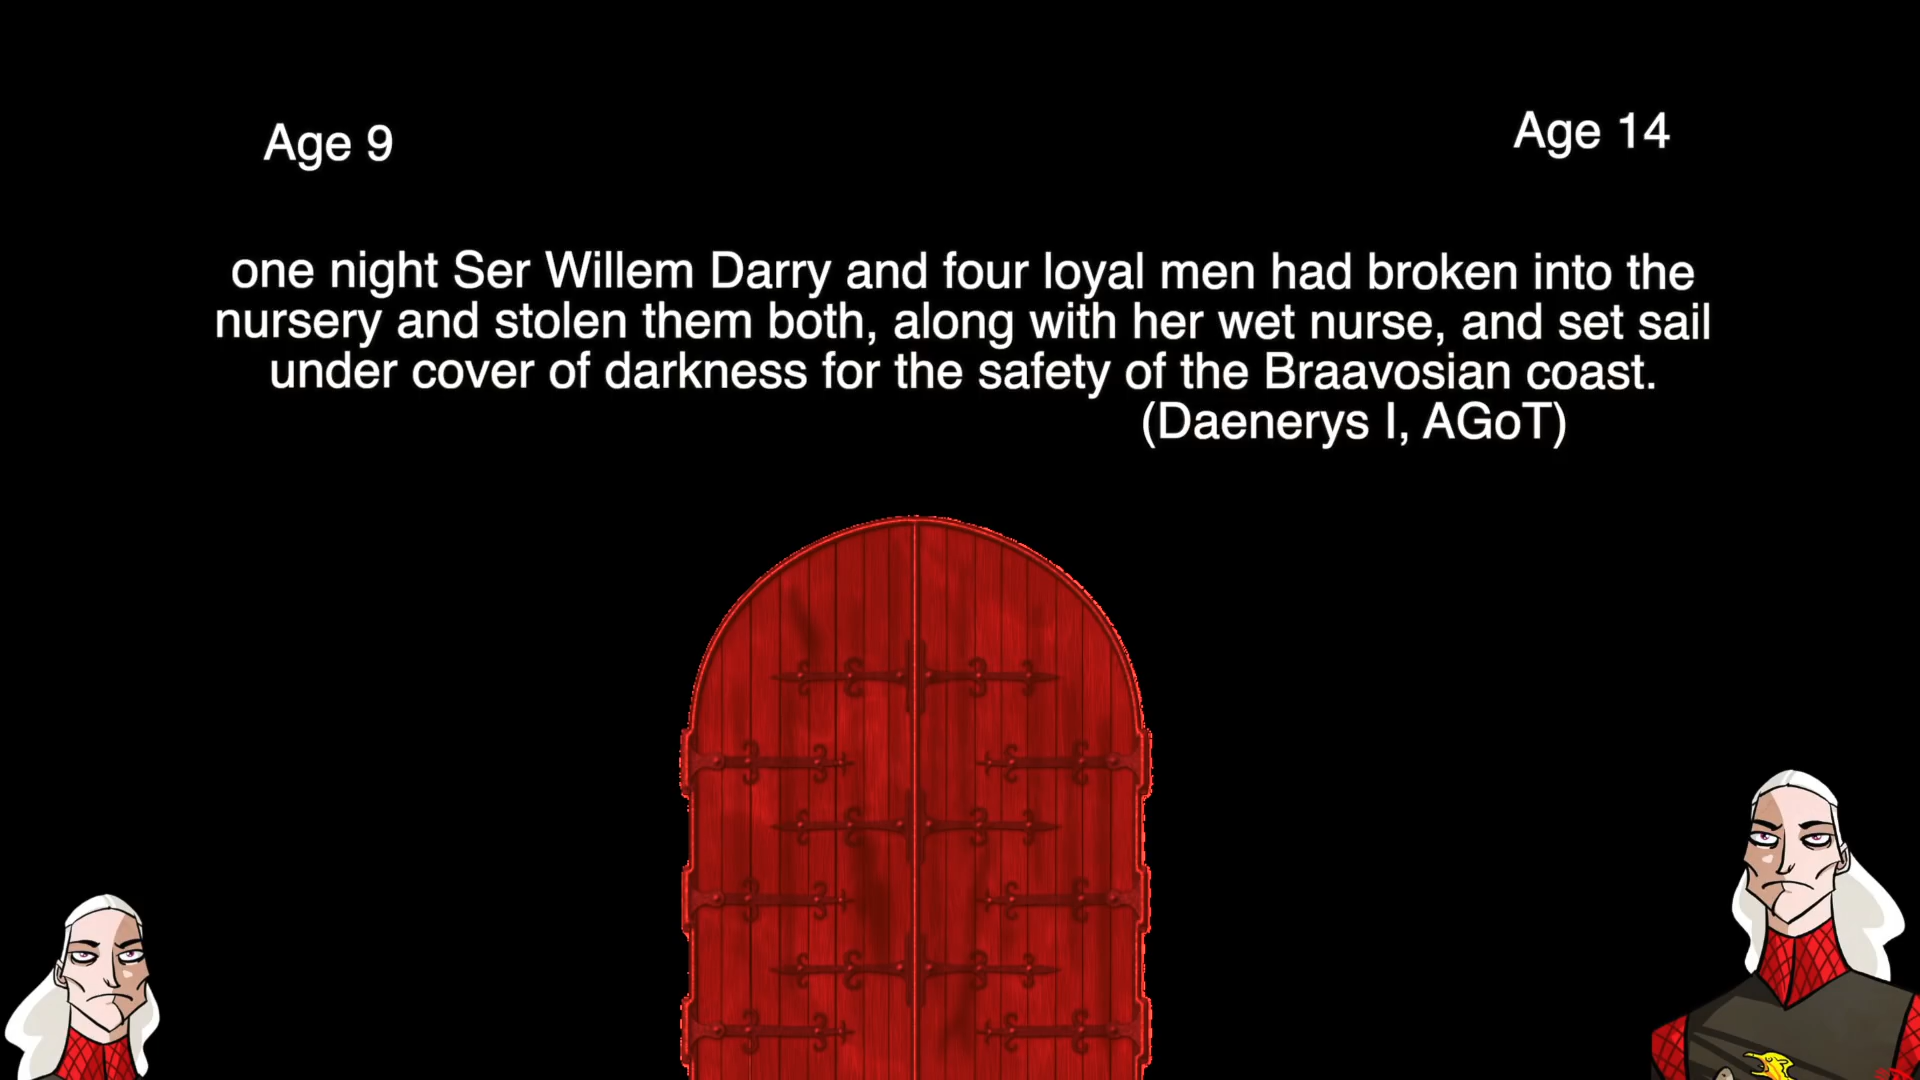 Age 9
Age 14
one night Ser Willem Darry and four loyal men had broken into the
nursery and stolen them both, along with her wet nurse, and set sail
under cover of darkness for the safety of the Braavosian coast.
(Daenerys I, AGoT)